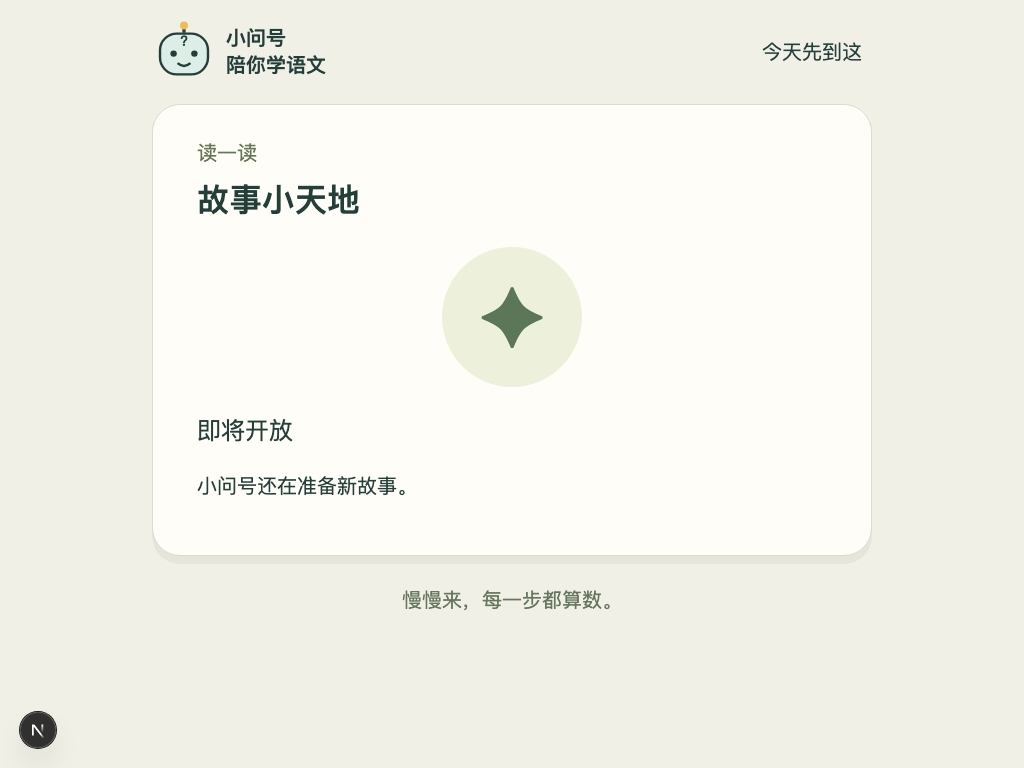 ?
小问号
陪你学语文
今天先到这
读一读
故事小天地
即将开放
小问号还在准备新故事。
慢慢来，每一步都算数。
N